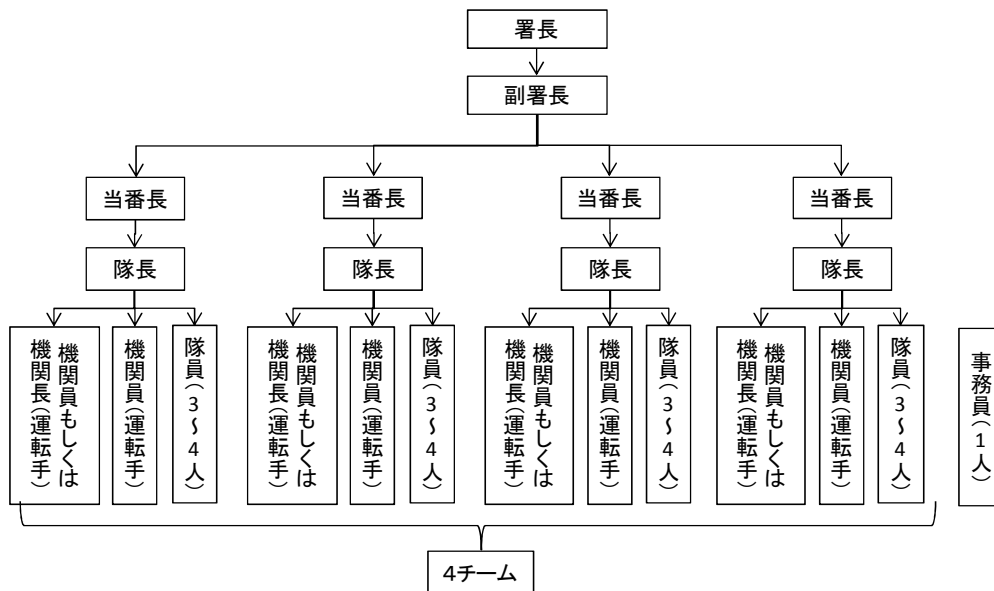 署長
副署長
当番長
当番長
当番長
当番長
隊長
隊長
隊長
隊長
機関員もしくは
機関長（運転手）
機関員（運転手）
隊員（3～4人）
機関員もしくは
機関長（運転手）
機関員（運転手）
隊員（3～4人）
機関員もしくは
機関長（運転手）
機関員（運転手）
隊員（3～4人）
機関員もしくは
機関長（運転手）
機関員（運転手）
隊員（3～4人）
事務員（1人）
4チーム